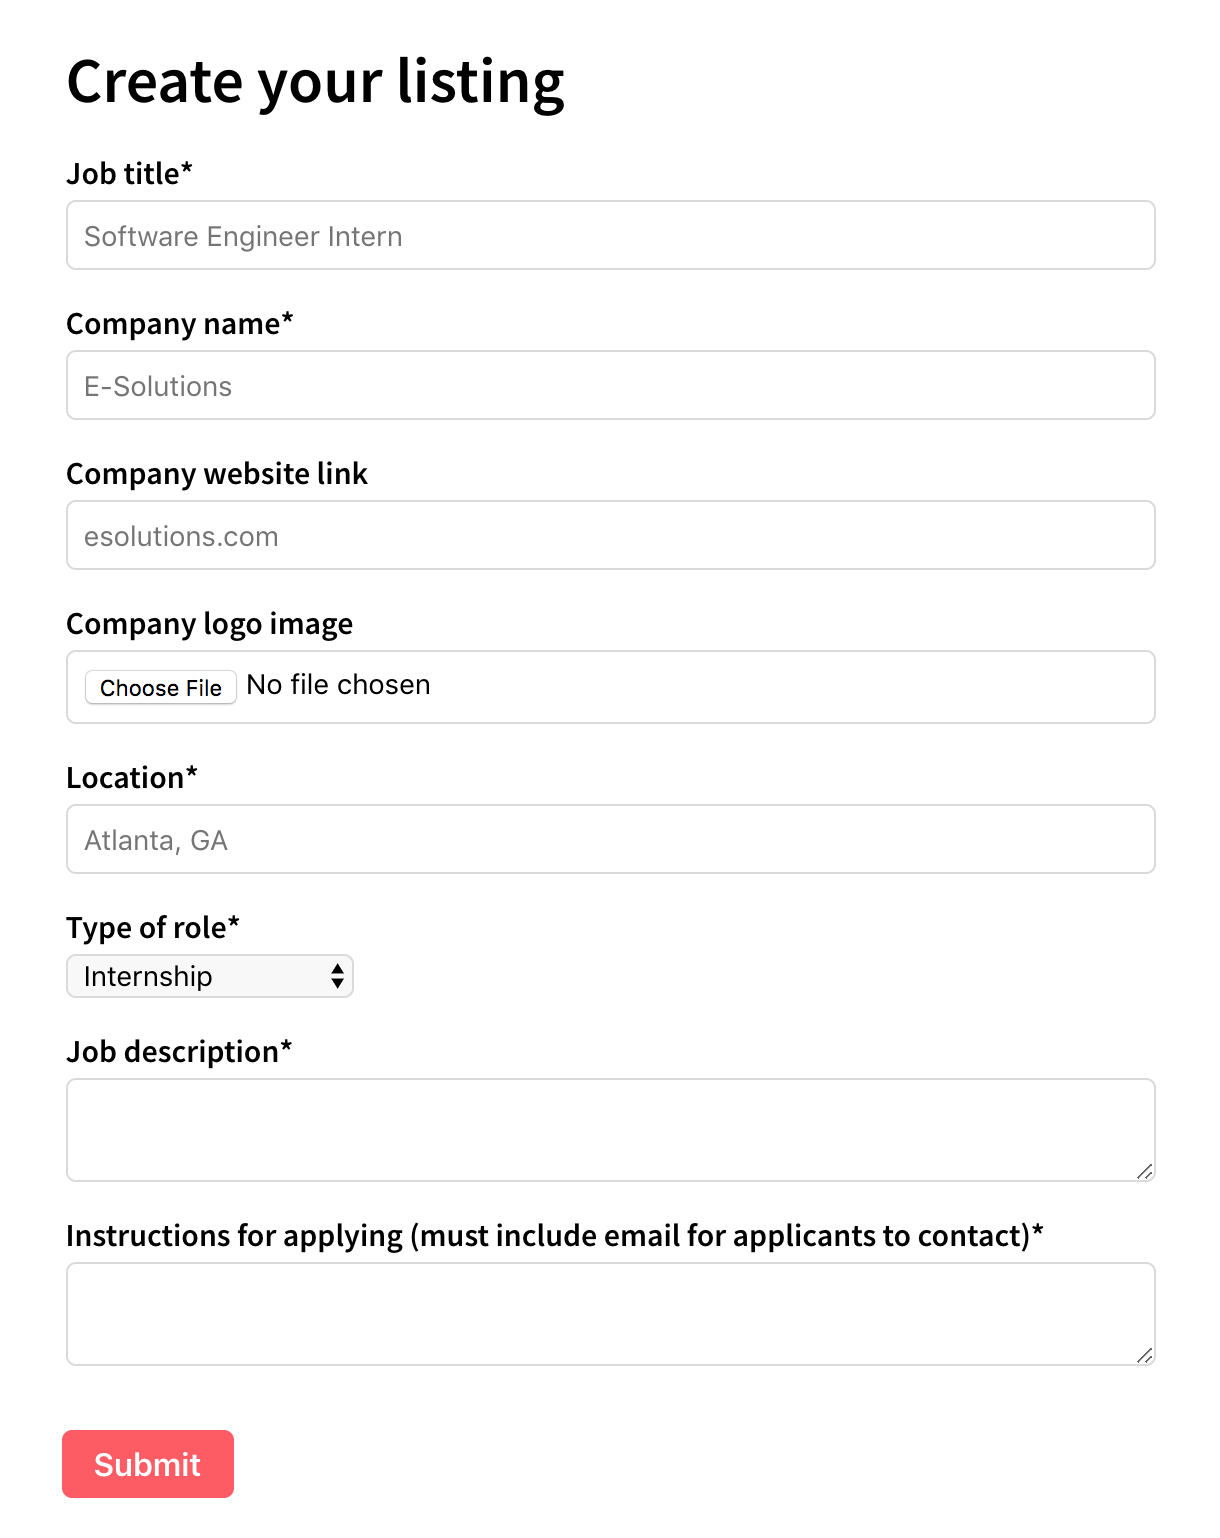 Create your listing
Job title*
Software Engineer Intern
Company name*
E-Solutions
Company website link
esolutions.com
Company logo image
Choose File No file chosen
Location*
Atlanta, GA
Type of role*
Internship
Job description*
Instructions for applying (must include email for applicants to contact)*
Submit